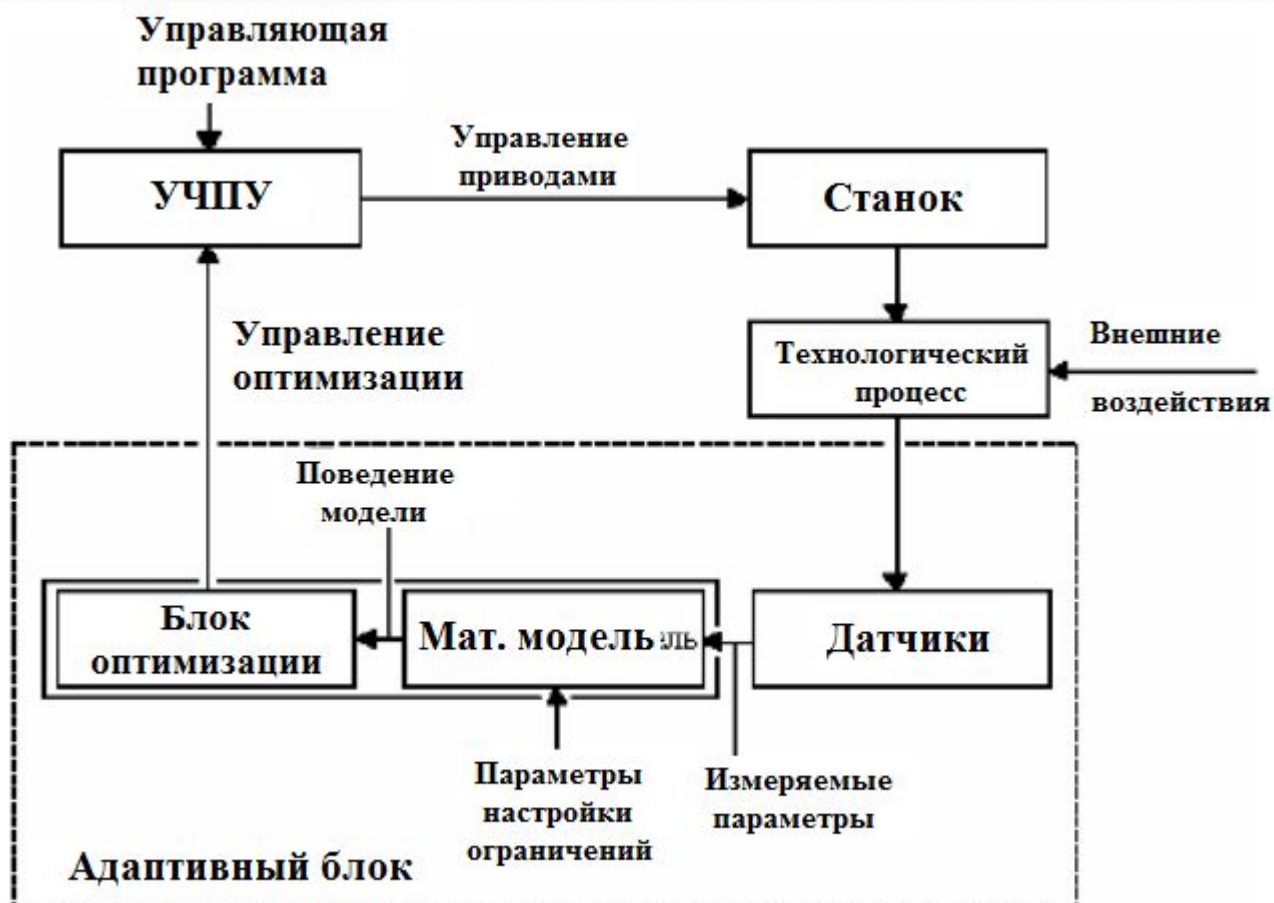 Управляющая
программа
УЧПУ
Управление
приводами
Станок
Управление
оптимизации
Технологический
процесс
Внешние
воздействия
Поведение
модели
Блок
оптимизации
Мат. модель
Датчики
Параметры
настройки
ограничений
Измеряемые
параметры
Адаптивный блок